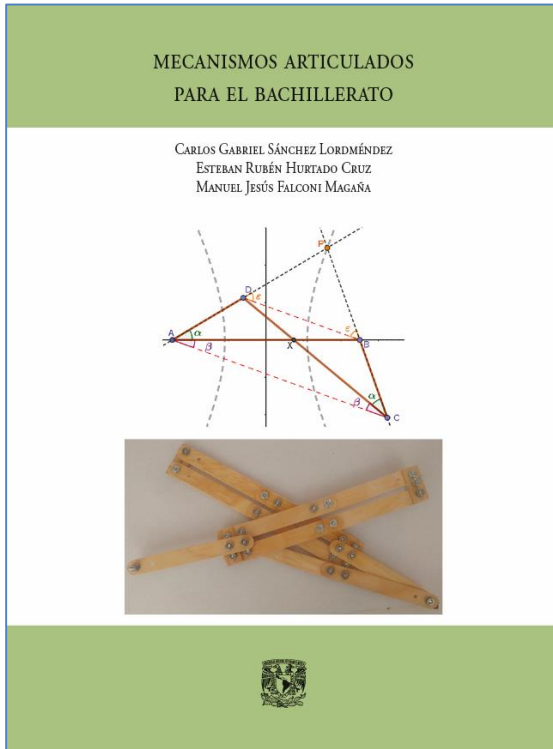 MECANISMOS ARTICULADOS
PARA EL BACHILLERATO
CARLOS GABRIEL SÁNCHEZ LORDMÉNDEZ
ESTEBAN RUBÉN HURTADO CRUZ
MANUEL JESÚS FALCONI MAGAÑA
P
D
ε
A
α
β
X
ε
B
α
β
C